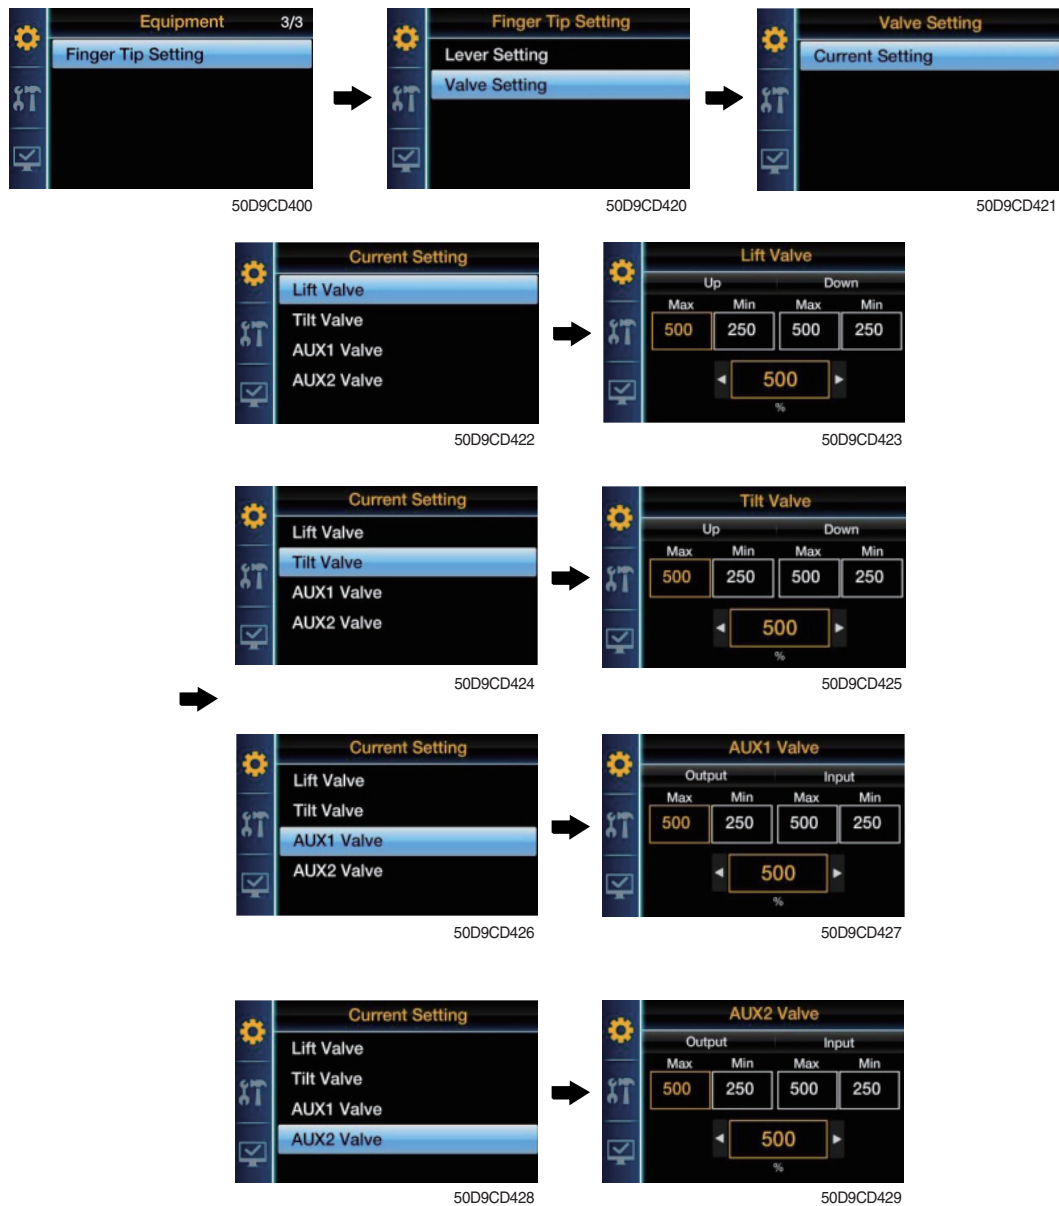 Equipment 3/3
Finger Tip Setting
50D9CD400
Finger Tip Setting
Lever Setting
Valve Setting
50D9CD420
Valve Setting
Current Setting
50D9CD421
Current Setting
Lift Valve
Tilt Valve
AUX1 Valve
AUX2 Valve
50D9CD422
Lift Valve
Up Down
Max Min Max Min
500 250 500 250
500
%
50D9CD423
Current Setting
Lift Valve
Tilt Valve
AUX1 Valve
AUX2 Valve
50D9CD424
Tilt Valve
Up Down
Max Min Max Min
500 250 500 250
500
%
50D9CD425
Current Setting
Lift Valve
Tilt Valve
AUX1 Valve
AUX2 Valve
50D9CD426
AUX1 Valve
Output Input
Max Min Max Min
500 250 500 250
500
%
50D9CD427
Current Setting
Lift Valve
Tilt Valve
AUX1 Valve
AUX2 Valve
50D9CD428
AUX2 Valve
Output Input
Max Min Max Min
500 250 500 250
500
%
50D9CD429